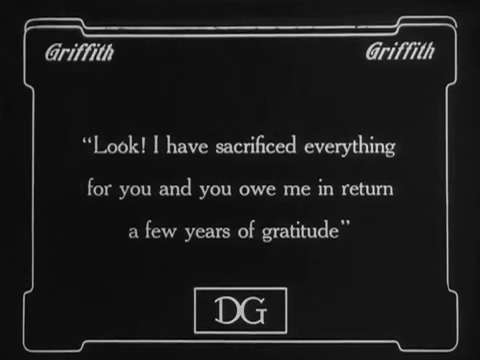 Griffith Griffith
“Look! I have sacrificed everything
for you and you owe me in return
a few years of gratitude”
DG